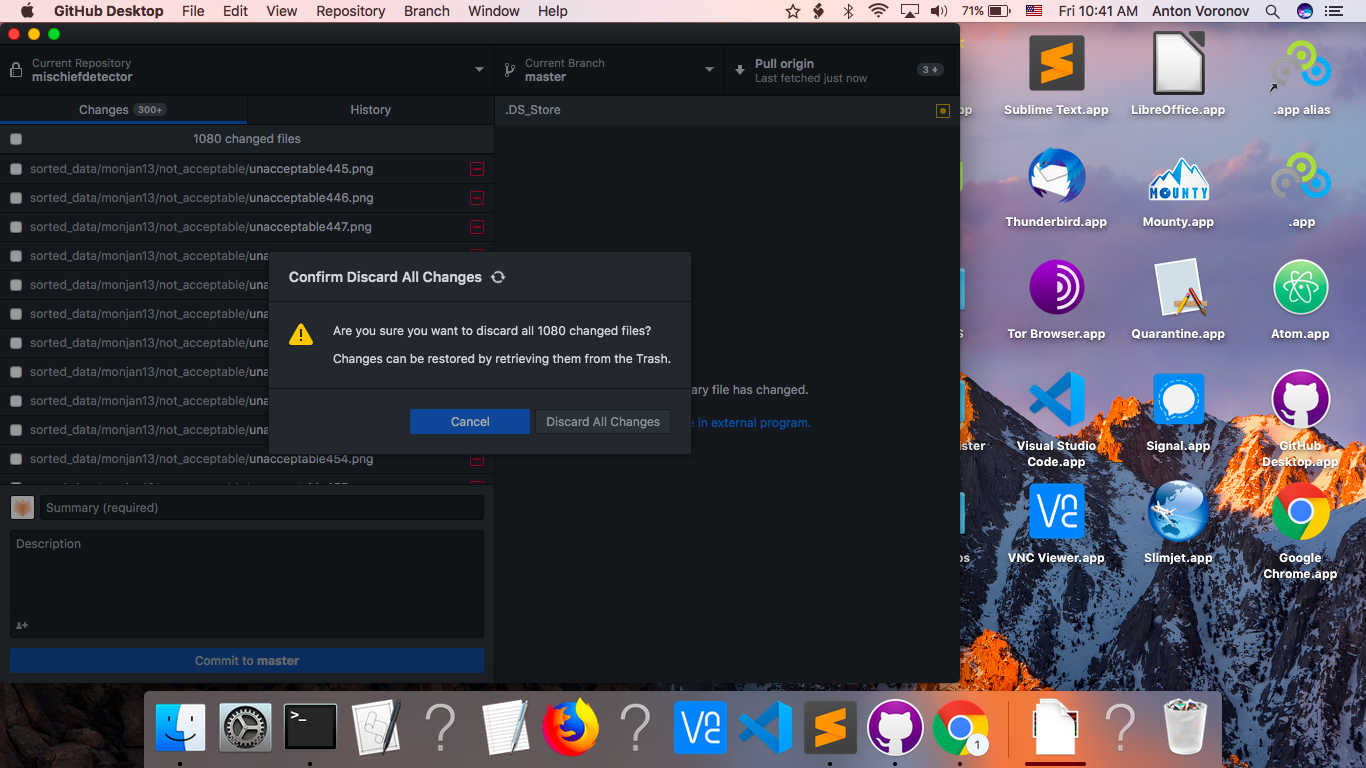 GitHub Desktop File Edit View Repository Branch Window Help 71% Fri 10:41 AM Anton Voronov
Current Repository
mischiefdetector
Current Branch
master
Pull origin
Last fetched just now
3 +
Changes 300+
History
.DS_Store
1080 changed files
sorted_data/monjan13/not_acceptable/unacceptable445.png
sorted_data/monjan13/not_acceptable/unacceptable446.png
sorted_data/monjan13/not_acceptable/unacceptable447.png
sorted_data/monjan13/not_acceptable/
sorted_data/monjan13/not_acceptable/
sorted_data/monjan13/not_acceptable/
sorted_data/monjan13/not_acceptable/
sorted_data/monjan13/not_acceptable/
sorted_data/monjan13/not_acceptable/
sorted_data/monjan13/not_acceptable/
sorted_data/monjan13/not_acceptable/unacceptable454.png
Confirm Discard All Changes
Are you sure you want to discard all 1080 changed files?
Changes can be restored by retrieving them from the Trash.
Cancel
Discard All Changes
file has changed.
in external program.
Summary (required)
Description
Commit to master
Sublime Text.app
LibreOffice.app
.app alias
Thunderbird.app
Mounty.app
.app
Tor Browser.app
Quarantine.app
Atom.app
Visual Studio
Code.app
Signal.app
GitHub
Desktop.app
VNC Viewer.app
Slimjet.app
Google
Chrome.app
>_
1